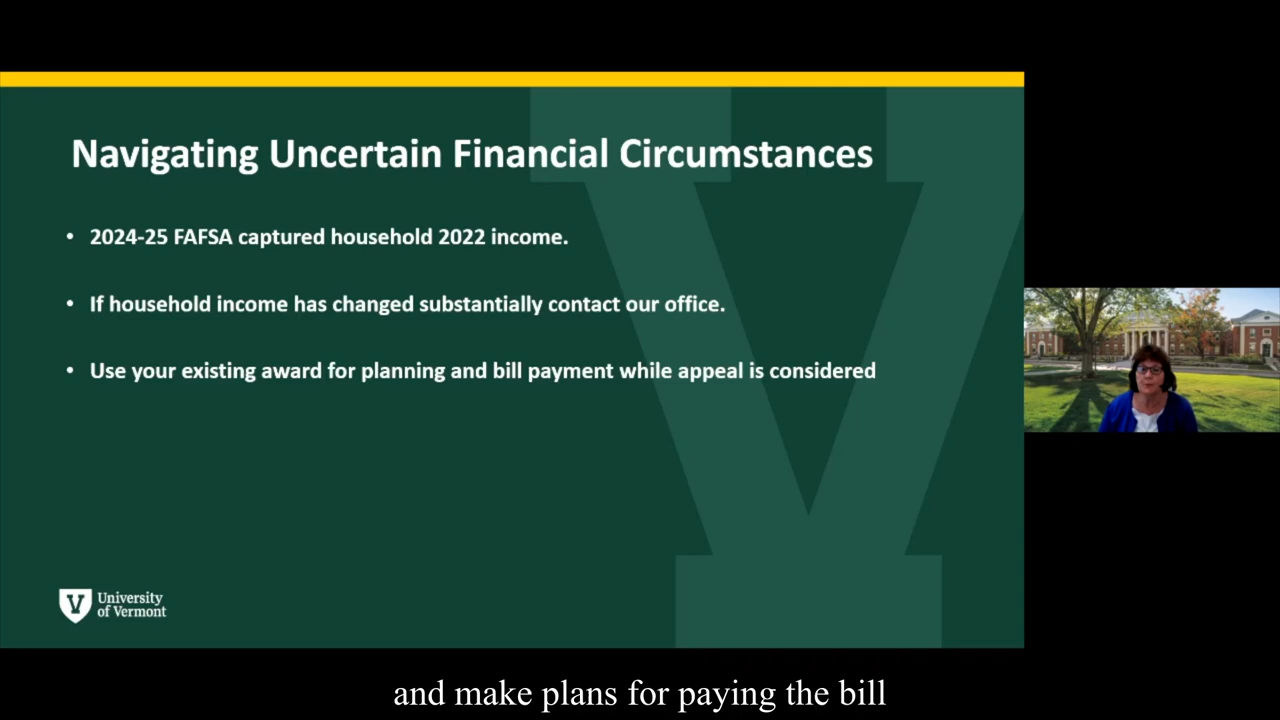 Navigating Uncertain Financial Circumstances
• 2024-25 FAFSA captured household 2022 income.
• If household income has changed substantially contact our office.
• Use your existing award for planning and bill payment while appeal is considered
V University
of Vermont
and make plans for paying the bill